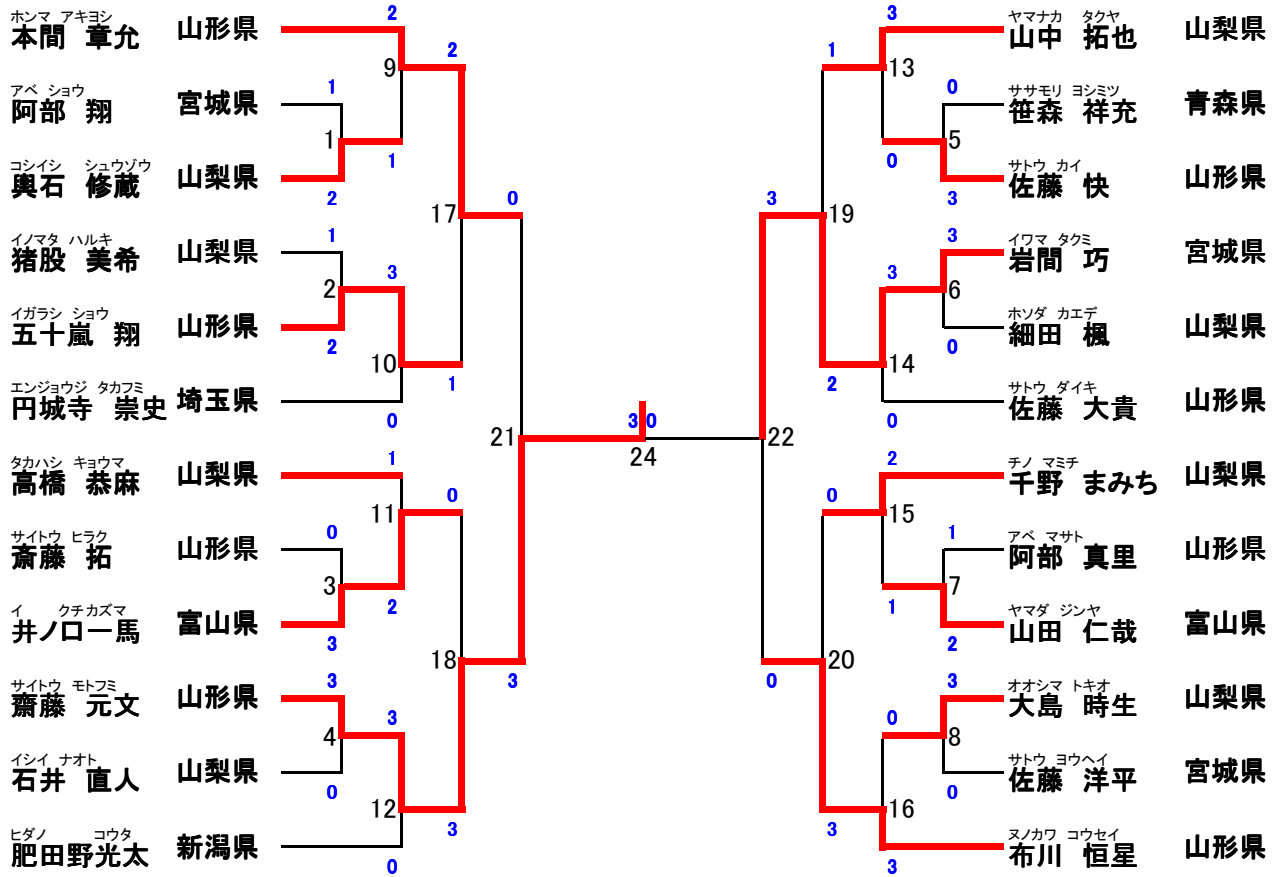 ホンマ アキヨシ
本間 章允 山形県
アベ ショウ
阿部 翔 宮城県
コシイシ シュウゾウ
輿石 修蔵 山梨県
イノマタ ハルキ
猪股 美希 山梨県
イガラシ ショウ
五十嵐 翔 山形県
エンジョウジ タカフミ
円城寺 崇史 埼玉県
タカハシ キョウマ
高橋 恭麻 山梨県
サイトウ ヒラク
斎藤 拓 山形県
イ クチカズマ
井ノ口一馬 富山県
サイトウ モトフミ
齋藤 元文 山形県
イシイ ナオト
石井 直人 山梨県
ヒダノ コウタ
肥田野光太 新潟県
2
1
2
1
2
0
1
0
3
3
0
0
1
2
3
4
9
10
11
12
2
1
3
2
3
17
18
2
1
0
3
21
0
3
3 0
24
22
3
0
19
20
1
2
0
3
13
14
15
16
0
3
1
0
5
6
7
8
3
0
3
3
0
0
2
1
2
3
0
3
ヤマナカ タクヤ
山中 拓也 山梨県
ササモリ ヨシミツ
笹森 祥充 青森県
サトウ カイ
佐藤 快 山形県
イワマ タクミ
岩間 巧 宮城県
ホソダ カエデ
細田 楓 山梨県
サトウ ダイキ
佐藤 大貴 山形県
チノ マミチ
千野 まみち 山梨県
アベ マサト
阿部 真里 山形県
ヤマダ ジンヤ
山田 仁哉 富山県
オオシマ トキオ
大島 時生 山梨県
サトウ ヨウヘイ
佐藤 洋平 宮城県
ヌノカワ コウセイ
布川 恒星 山形県